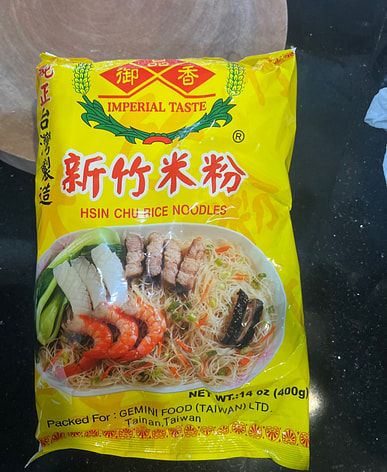 御品香
IMPERIAL TASTE
純正台灣製造
®
新竹米粉
HSIN CHU RICE NOODLES
NET WT.:14 oz (400g)
Packed For : GEMINI FOOD (TAIWAN) LTD.
Tainan,Taiwan